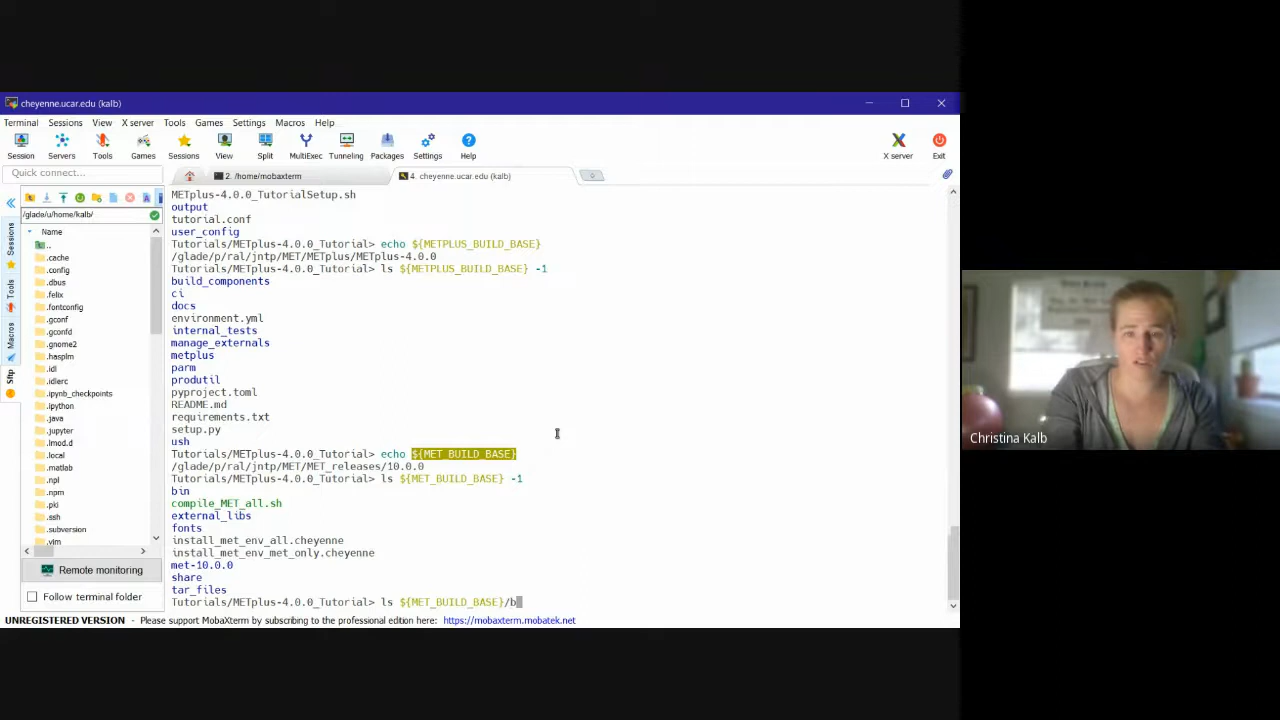 cheyenne.ucar.edu (kalb)
Terminal Sessions View X server Tools Games Settings Macros Help
Session Servers Tools Games Sessions View Split MultiExec Tunneling Packages Settings Help X server Exit
Quick connect...
2. /home/mobaxterm
4. cheyenne.ucar.edu (kalb)
/glade/u/home/kalb/
Sessions
Tools
Macros
Sftp
Name
..
.cache
.config
.dbus
.felix
.fontconfig
.gconf
.gconfd
.gnome2
.hasplm
.idl
.idlerc
.ipynb_checkpoints
.ipython
.java
.jupyter
.lmod.d
.local
.matlab
.npl
.npm
.pki
.ssh
.subversion
.vim
Remote monitoring
Follow terminal folder
METplus-4.0.0_TutorialSetup.sh
output
tutorial.conf
user_config
Tutorials/METplus-4.0.0_Tutorial> echo ${METPLUS_BUILD_BASE}
/glade/p/ral/jntp/MET/METplus/METplus-4.0.0
Tutorials/METplus-4.0.0_Tutorial> ls ${METPLUS_BUILD_BASE} -1
build_components
ci
docs
environment.yml
internal_tests
manage_externals
metplus
parm
produtil
pyproject.toml
README.md
requirements.txt
setup.py
ush
Tutorials/METplus-4.0.0_Tutorial> echo ${MET_BUILD_BASE}
/glade/p/ral/jntp/MET/MET_releases/10.0.0
Tutorials/METplus-4.0.0_Tutorial> ls ${MET_BUILD_BASE} -1
bin
compile_MET_all.sh
external_libs
fonts
install_met_env_all.cheyenne
install_met_env_met_only.cheyenne
met-10.0.0
share
tar_files
Tutorials/METplus-4.0.0_Tutorial> ls ${MET_BUILD_BASE}/b
UNREGISTERED VERSION - Please support MobaXterm by subscribing to the professional edition here: https://mobaxterm.mobatek.net
Christina Kalb